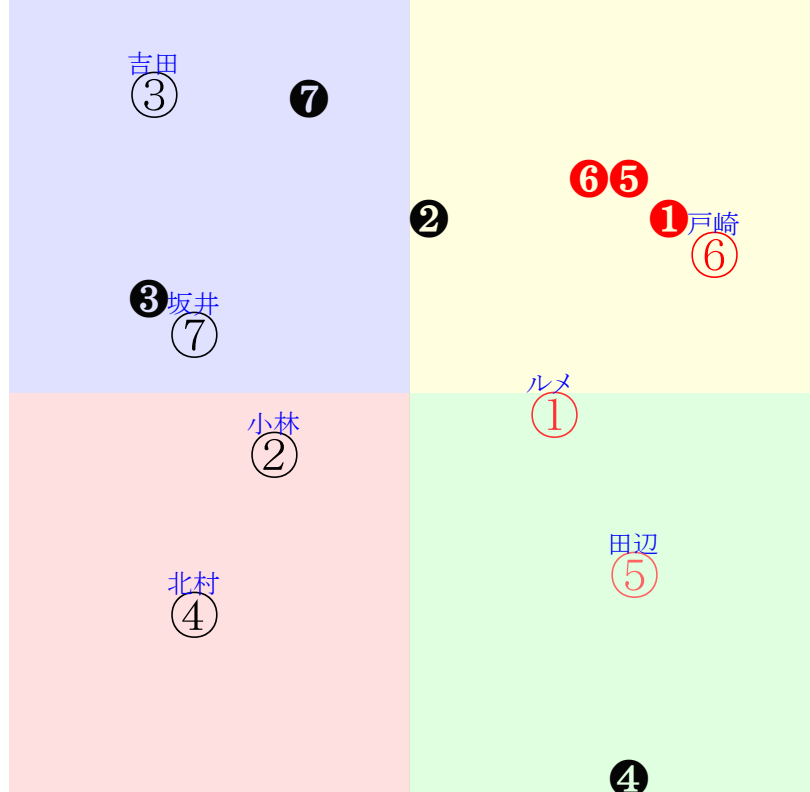 吉田
③
❼
❻❺
❷
❶戸崎
⑥
❸坂井
⑦
ルメ
①
小林
②
田辺
⑤
北村
④
❹